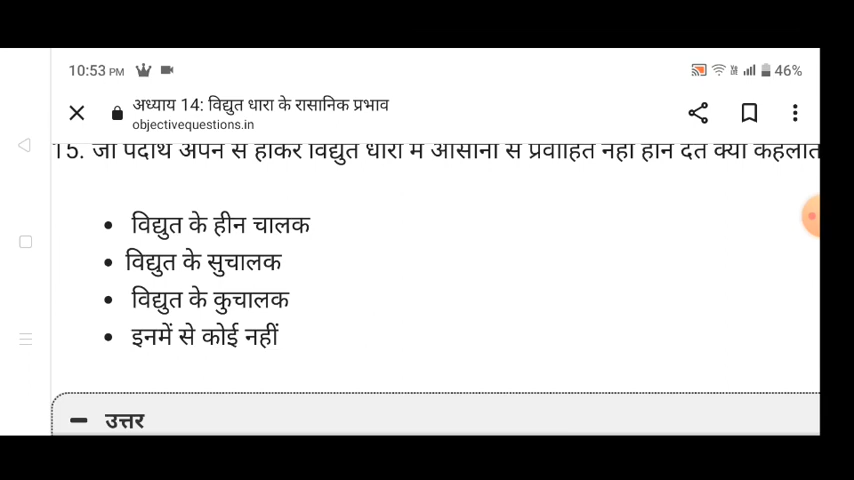 10:53 PM 46%
अध्याय 14: विद्युत धारा के रासानिक प्रभाव
objectivequestions.in
15. जो पदार्थ अपने से होकर विद्युत धारा में आसानी से प्रवाहित नहीं होने देते क्या कहलाते
• विद्युत के हीन चालक
• विद्युत के सुचालक
• विद्युत के कुचालक
• इनमें से कोई नहीं
− उत्तर